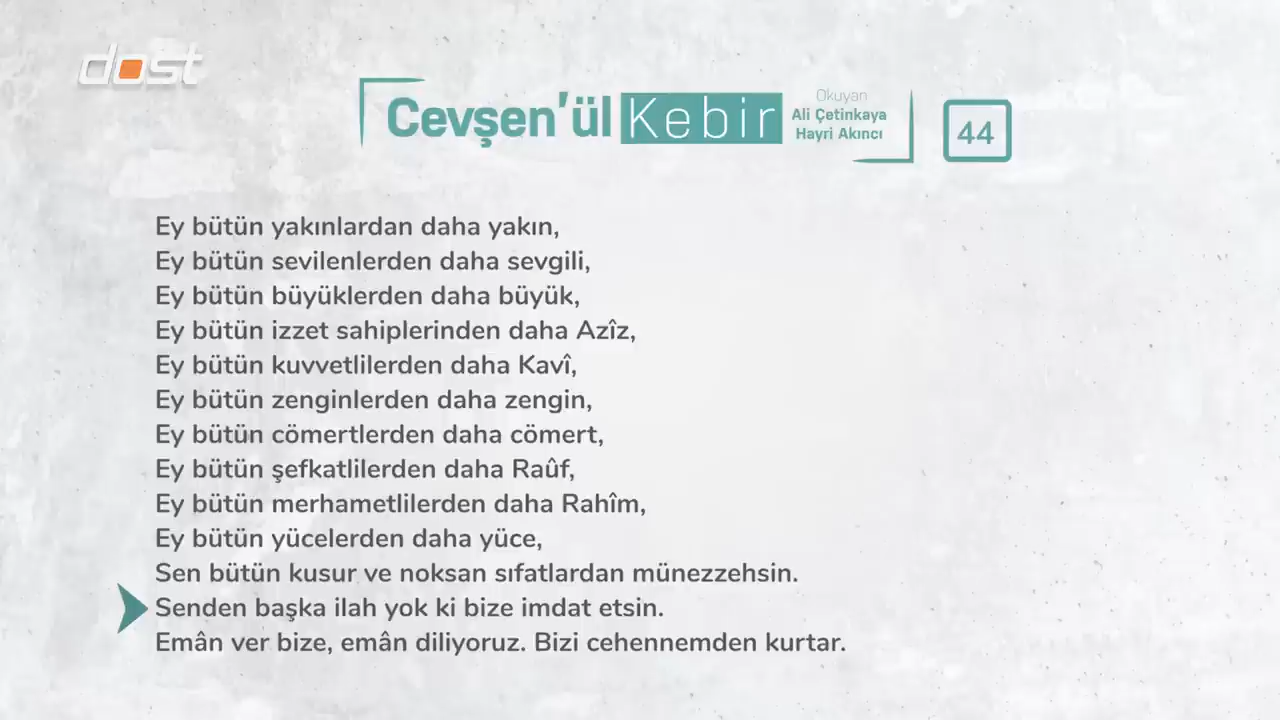 dost
Cevşen'ül Kebir
Okuyan
Ali Çetinkaya
Hayri Akıncı
44
Ey bütün yakınlardan daha yakın,
Ey bütün sevilenlerden daha sevgili,
Ey bütün büyüklerden daha büyük,
Ey bütün izzet sahiplerinden daha Azîz,
Ey bütün kuvvetlilerden daha Kavî,
Ey bütün zenginlerden daha zengin,
Ey bütün cömertlerden daha cömert,
Ey bütün şefkatlilerden daha Raûf,
Ey bütün merhametlilerden daha Rahîm,
Ey bütün yücelerden daha yüce,
Sen bütün kusur ve noksan sıfatlardan münezzehsin.
Senden başka ilah yok ki bize imdat etsin.
Emân ver bize, emân diliyoruz. Bizi cehennemden kurtar.